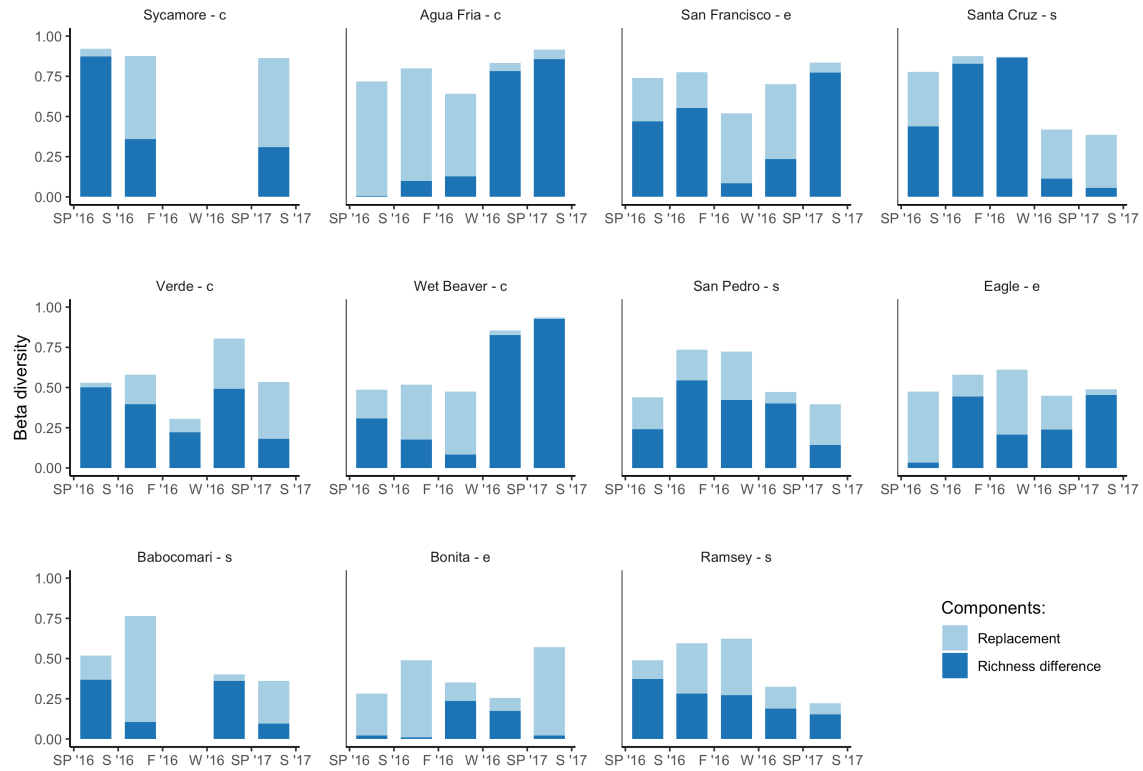 Sycamore - c
Agua Fria - c
San Francisco - e
Santa Cruz - s
1.00
0.75
0.50
0.25
0.00
SP '16 S '16 F '16 W '16 SP '17 S '17
SP '16 S '16 F '16 W '16 SP '17 S '17
SP '16 S '16 F '16 W '16 SP '17 S '17
SP '16 S '16 F '16 W '16 SP '17 S '17
Beta diversity
Verde - c
Wet Beaver - c
San Pedro - s
Eagle - e
1.00
0.75
0.50
0.25
0.00
SP '16 S '16 F '16 W '16 SP '17 S '17
SP '16 S '16 F '16 W '16 SP '17 S '17
SP '16 S '16 F '16 W '16 SP '17 S '17
SP '16 S '16 F '16 W '16 SP '17 S '17
Babocomari - s
Bonita - e
Ramsey - s
1.00
0.75
0.50
0.25
0.00
SP '16 S '16 F '16 W '16 SP '17 S '17
SP '16 S '16 F '16 W '16 SP '17 S '17
SP '16 S '16 F '16 W '16 SP '17 S '17
Components:
Replacement
Richness difference